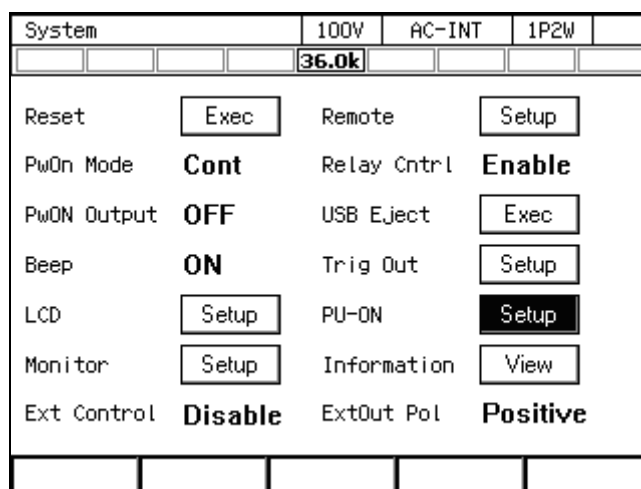 System 100V AC-INT 1P2W
36.0k
Reset Exec Remote Setup
PwOn Mode Cont Relay Cntrl Enable
PwON Output OFF USB Eject Exec
Beep ON Trig Out Setup
LCD Setup PU-ON Setup
Monitor Setup Information View
Ext Control Disable ExtOut Pol Positive